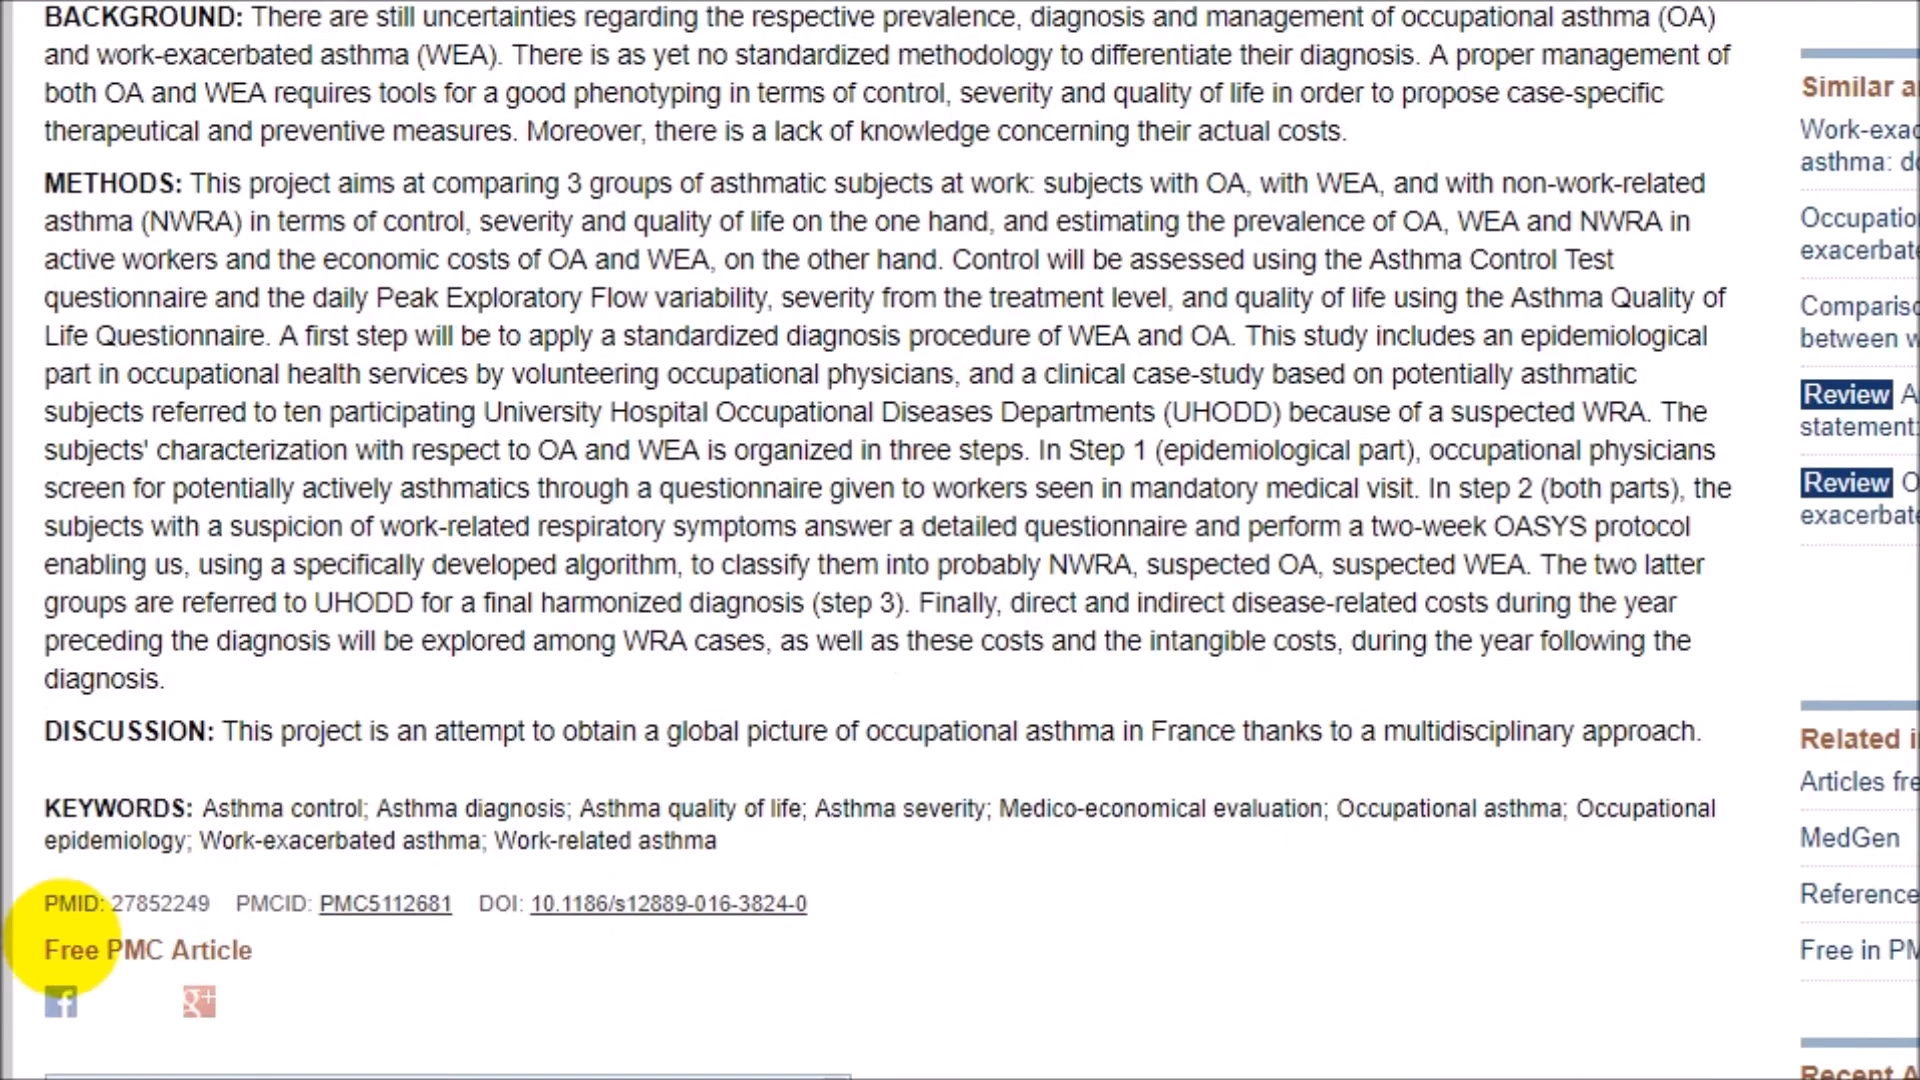 BACKGROUND: There are still uncertainties regarding the respective prevalence, diagnosis and management of occupational asthma (OA)
and work-exacerbated asthma (WEA). There is as yet no standardized methodology to differentiate their diagnosis. A proper management of
both OA and WEA requires tools for a good phenotyping in terms of control, severity and quality of life in order to propose case-specific
therapeutical and preventive measures. Moreover, there is a lack of knowledge concerning their actual costs.
METHODS: This project aims at comparing 3 groups of asthmatic subjects at work: subjects with OA, with WEA, and with non-work-related
asthma (NWRA) in terms of control, severity and quality of life on the one hand, and estimating the prevalence of OA, WEA and NWRA in
active workers and the economic costs of OA and WEA, on the other hand. Control will be assessed using the Asthma Control Test
questionnaire and the daily Peak Exploratory Flow variability, severity from the treatment level, and quality of life using the Asthma Quality of
Life Questionnaire. A first step will be to apply a standardized diagnosis procedure of WEA and OA. This study includes an epidemiological
part in occupational health services by volunteering occupational physicians, and a clinical case-study based on potentially asthmatic
subjects referred to ten participating University Hospital Occupational Diseases Departments (UHODD) because of a suspected WRA. The
subjects' characterization with respect to OA and WEA is organized in three steps. In Step 1 (epidemiological part), occupational physicians
screen for potentially actively asthmatics through a questionnaire given to workers seen in mandatory medical visit. In step 2 (both parts), the
subjects with a suspicion of work-related respiratory symptoms answer a detailed questionnaire and perform a two-week OASYS protocol
enabling us, using a specifically developed algorithm, to classify them into probably NWRA, suspected OA, suspected WEA. The two latter
groups are referred to UHODD for a final harmonized diagnosis (step 3). Finally, direct and indirect disease-related costs during the year
preceding the diagnosis will be explored among WRA cases, as well as these costs and the intangible costs, during the year following the
diagnosis.
DISCUSSION: This project is an attempt to obtain a global picture of occupational asthma in France thanks to a multidisciplinary approach.
KEYWORDS: Asthma control; Asthma diagnosis; Asthma quality of life; Asthma severity; Medico-economical evaluation; Occupational asthma; Occupational
epidemiology; Work-exacerbated asthma; Work-related asthma
PMID: 27852249 PMCID: PMC5112681 DOI: 10.1186/s12889-016-3824-0
Free PMC Article
f g+
Similar a
Work-exac
asthma: d
Occupatio
exacerbate
Comparisc
between w
Review A
statement:
Review O
exacerbate
Related i
Articles fre
MedGen
Reference
Free in PM
Recent A